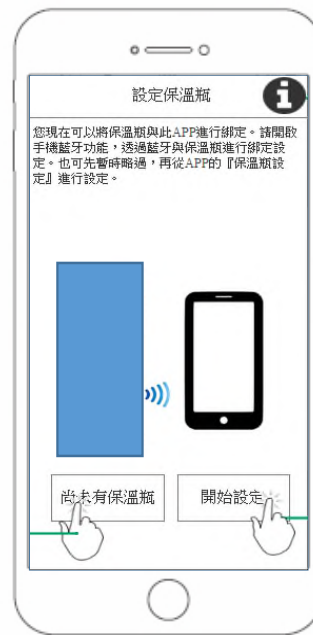 設定保溫瓶
i
您現在可以將保溫瓶與此APP進行綁定。請開啟
手機藍牙功能，透過藍牙與保溫瓶進行綁定設
定。也可先暫時略過，再從APP的『保溫瓶設
定』進行設定。
尚未有保溫瓶
開始設定